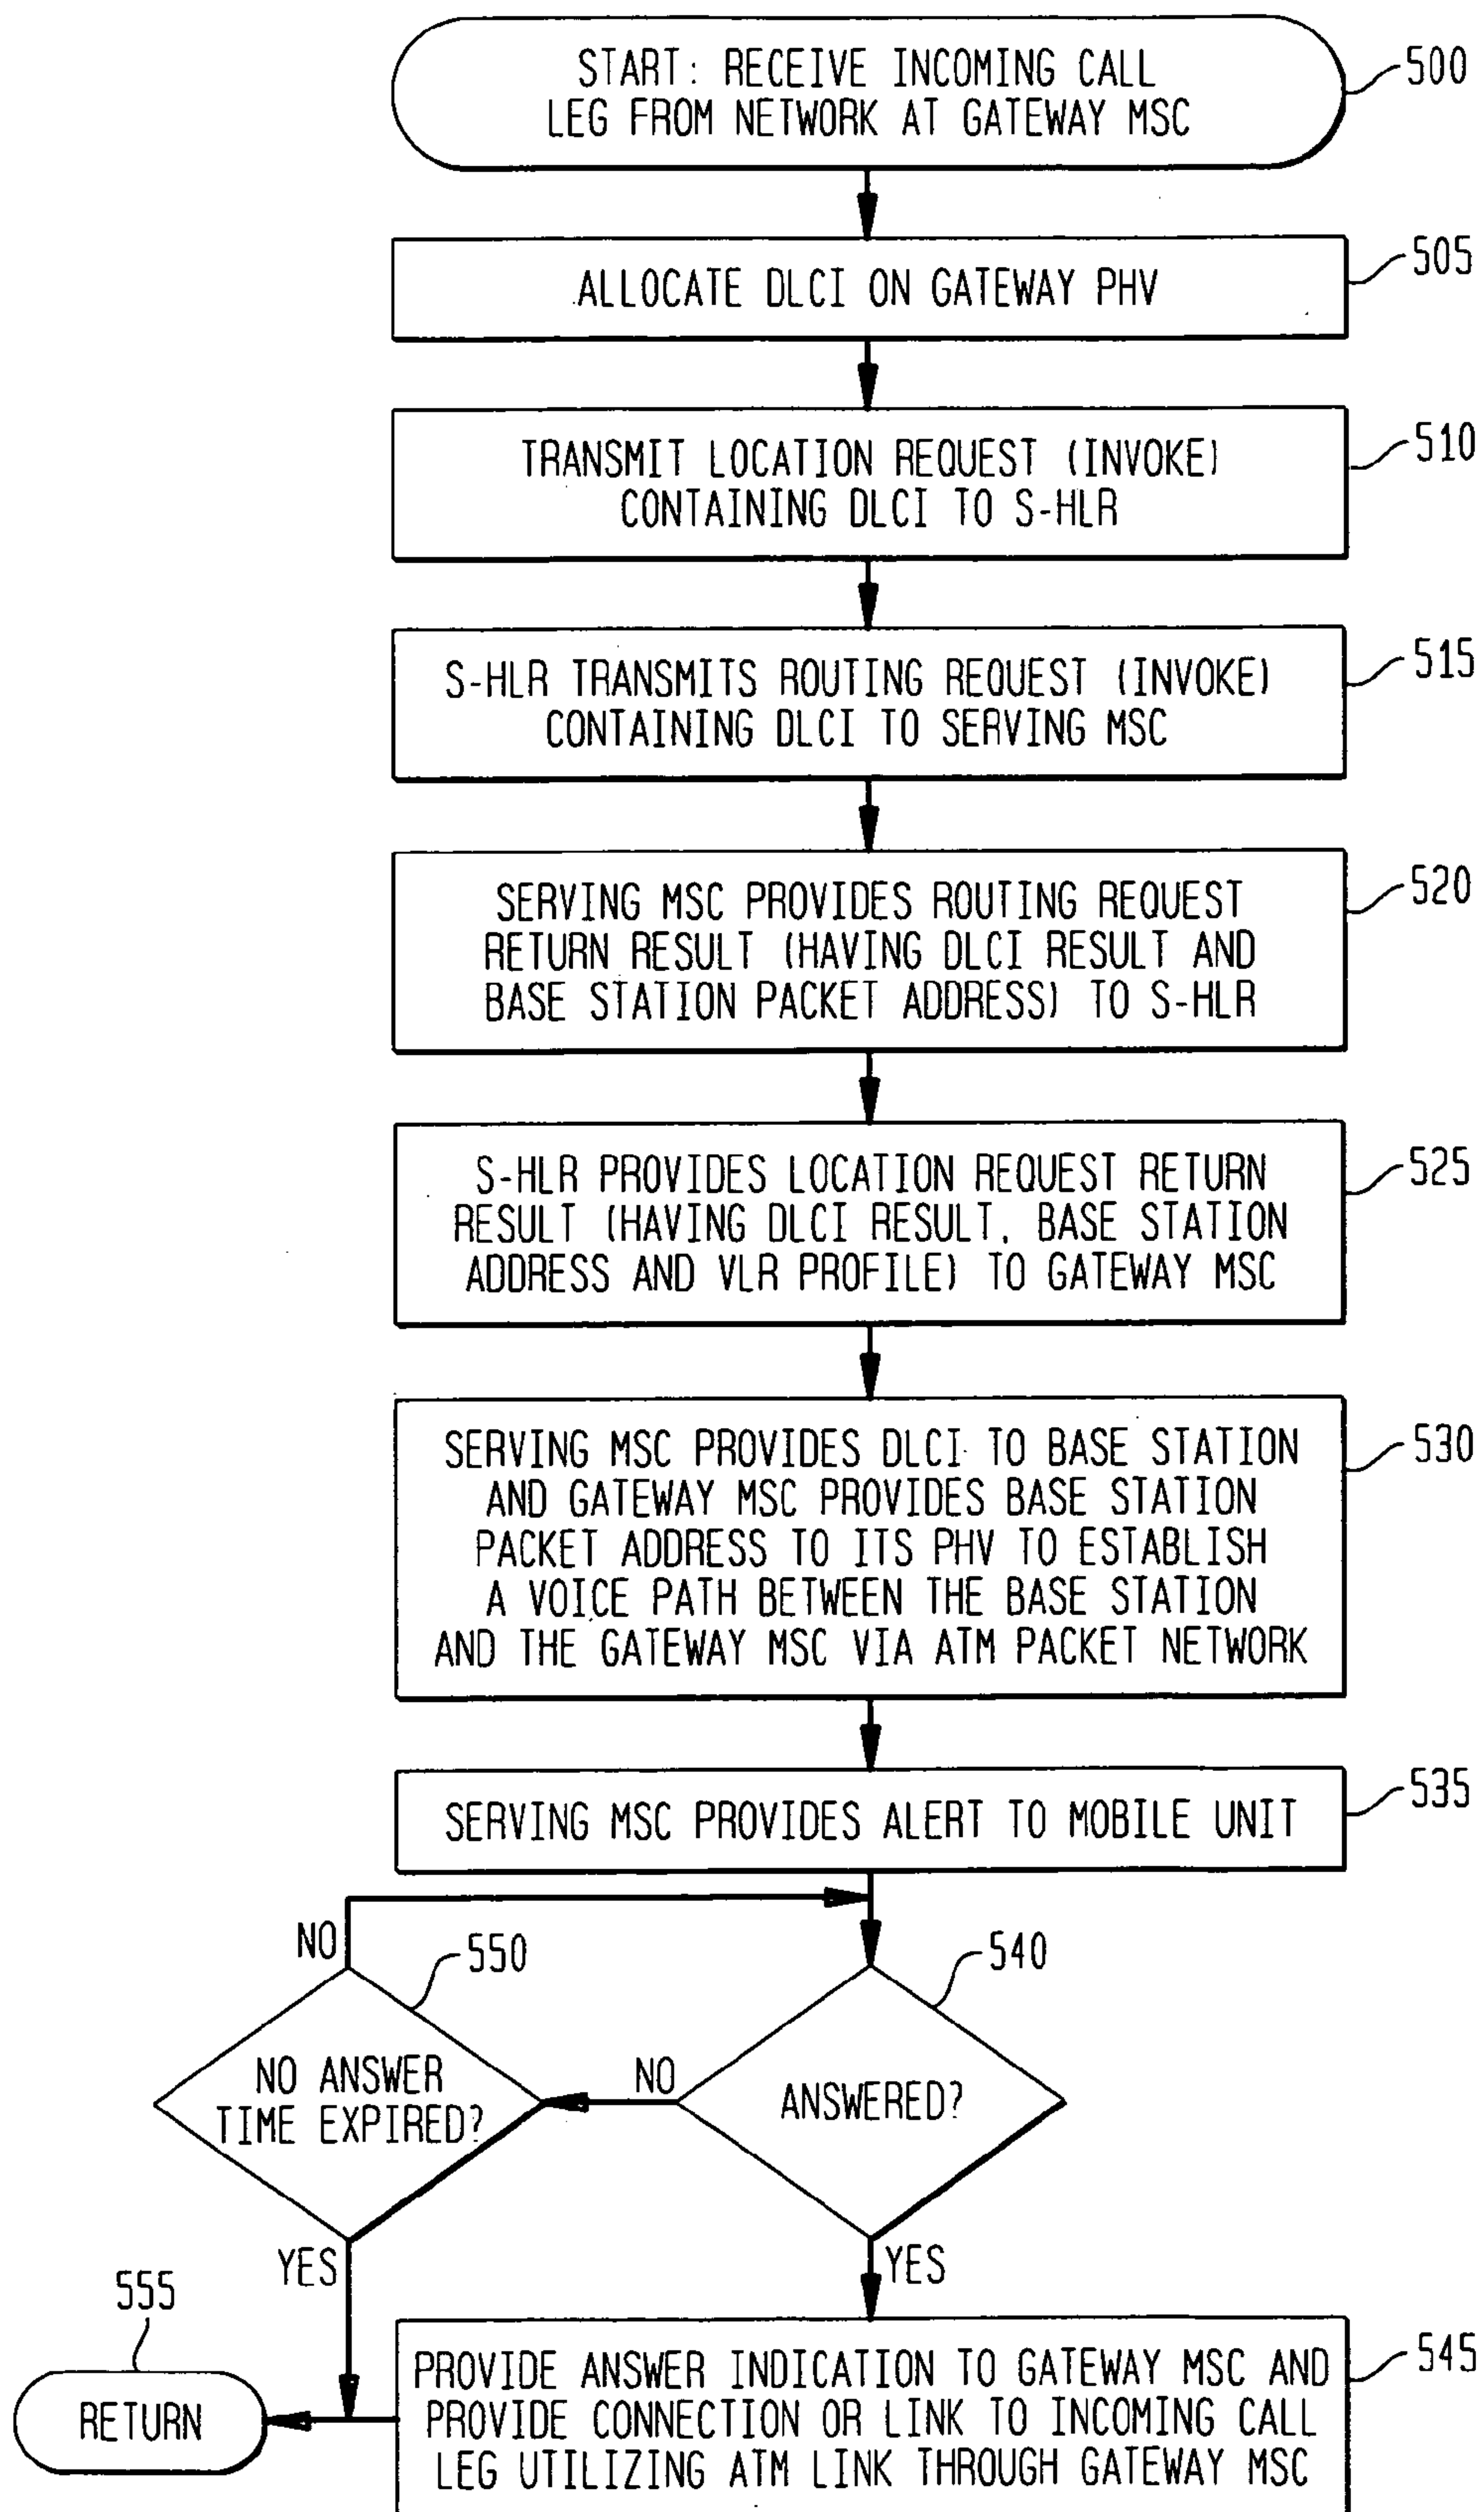 START: RECEIVE INCOMING CALL
LEG FROM NETWORK AT GATEWAY MSC
500
ALLOCATE DLCI ON GATEWAY PHV
505
TRANSMIT LOCATION REQUEST (INVOKE)
CONTAINING DLCI TO S-HLR
510
S-HLR TRANSMITS ROUTING REQUEST (INVOKE)
CONTAINING DLCI TO SERVING MSC
515
SERVING MSC PROVIDES ROUTING REQUEST
RETURN RESULT (HAVING DLCI RESULT AND
BASE STATION PACKET ADDRESS) TO S-HLR
520
S-HLR PROVIDES LOCATION REQUEST RETURN
RESULT (HAVING DLCI RESULT, BASE STATION
ADDRESS AND VLR PROFILE) TO GATEWAY MSC
525
SERVING MSC PROVIDES DLCI TO BASE STATION
AND GATEWAY MSC PROVIDES BASE STATION
PACKET ADDRESS TO ITS PHV TO ESTABLISH
A VOICE PATH BETWEEN THE BASE STATION
AND THE GATEWAY MSC VIA ATM PACKET NETWORK
530
SERVING MSC PROVIDES ALERT TO MOBILE UNIT
535
NO
550
540
NO ANSWER
TIME EXPIRED?
NO
ANSWERED?
YES
YES
555
RETURN
PROVIDE ANSWER INDICATION TO GATEWAY MSC AND
PROVIDE CONNECTION OR LINK TO INCOMING CALL
LEG UTILIZING ATM LINK THROUGH GATEWAY MSC
545